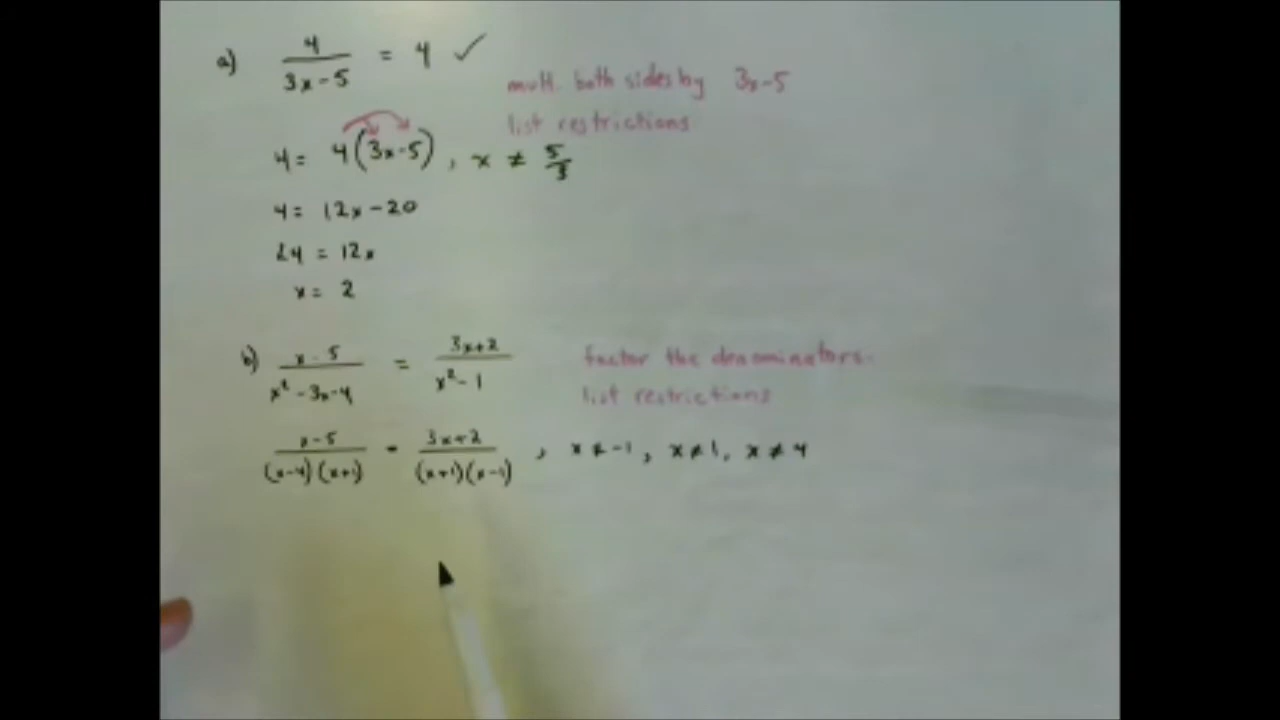 a) 4/(3x-5) = 4 ✓
mult. both sides by 3x-5
list restrictions
4 = 4(3x-5), x ≠ 5/3
4 = 12x-20
24 = 12x
x = 2
b) (x-5)/(x²-3x-4) = (3x+2)/(x²-1)
factor the denominators.
list restrictions
(x-5)/((x-4)(x+1)) = (3x+2)/((x+1)(x-1)), x≠-1, x≠1, x≠4